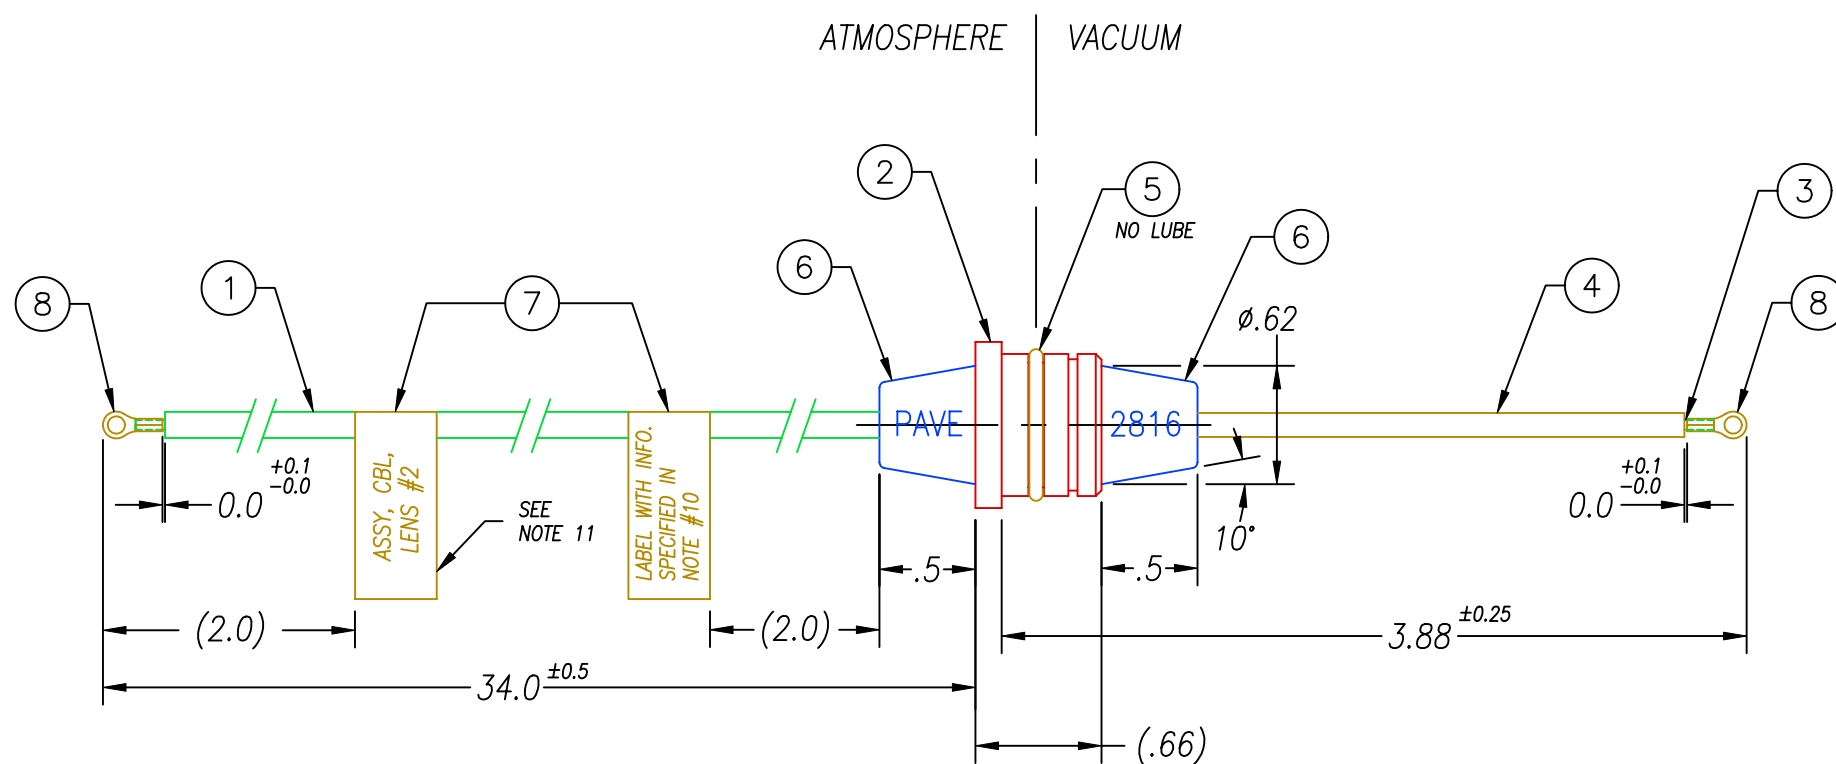 ATMOSPHERE
VACUUM
2
5
NO LUBE
3
6
6
8
1
7
4
8
Ø.62
PAVE
2816
+0.1
-0.0
0.0
ASSY, CBL,
LENS #2
SEE
NOTE 11
LABEL WITH INFO.
SPECIFIED IN
NOTE #10
10°
+0.1
-0.0
0.0
.5
.5
(2.0)
(2.0)
3.88 ±0.25
34.0 ±0.5
(.66)